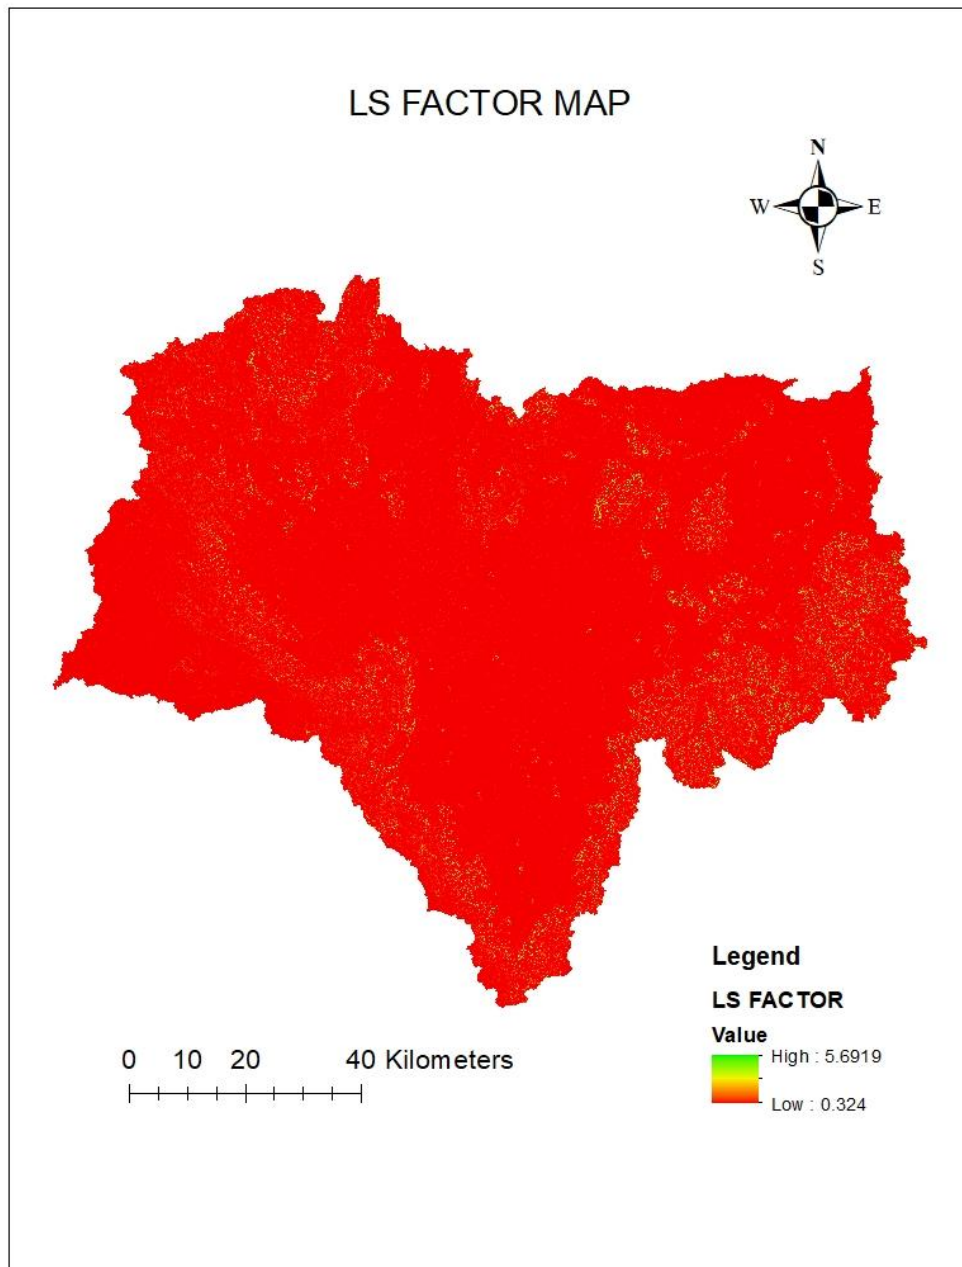 LS FACTOR MAP
N
W E
S
Legend
LS FACTOR
Value
High : 5.6919
Low : 0.324
0 10 20 40 Kilometers